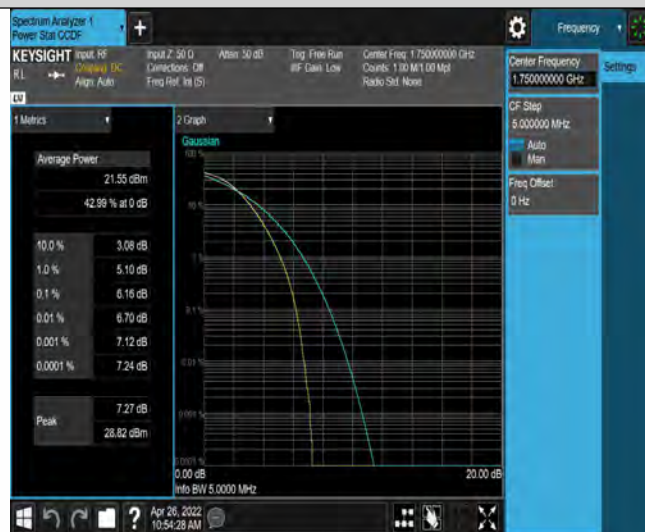 Spectrum Analyzer 1
Power Stat CCDF
Frequency
KEYSIGHT
Input: RF
Coupling: DC
Align: Auto
Input Z: 50 Ω
Corrections: Off
Freq Ref: Int (S)
Atten: 50 dB
Trig: Free Run
#IF Gain: Low
Center Freq: 1.750000000 GHz
Counts: 1.00 M/1.00 Mpt
Radio Std: None
RL
LW
Center Frequency
1.750000000 GHz
Settings
CF Step
5.000000 MHz
Auto
Man
Freq Offset
0 Hz
1 Metrics
Average Power
21.55 dBm
42.99 % at 0 dB
10.0 % 3.08 dB
1.0 % 5.10 dB
0.1 % 6.16 dB
0.01 % 6.70 dB
0.001 % 7.12 dB
0.0001 % 7.24 dB
Peak
7.27 dB
28.82 dBm
2 Graph
Gaussian
100 %
10 %
1 %
0.1 %
0.01 %
0.001 %
0.0001 %
0.00 dB
20.00 dB
Info BW 5.0000 MHz
?
Apr 26, 2022
10:54:28 AM